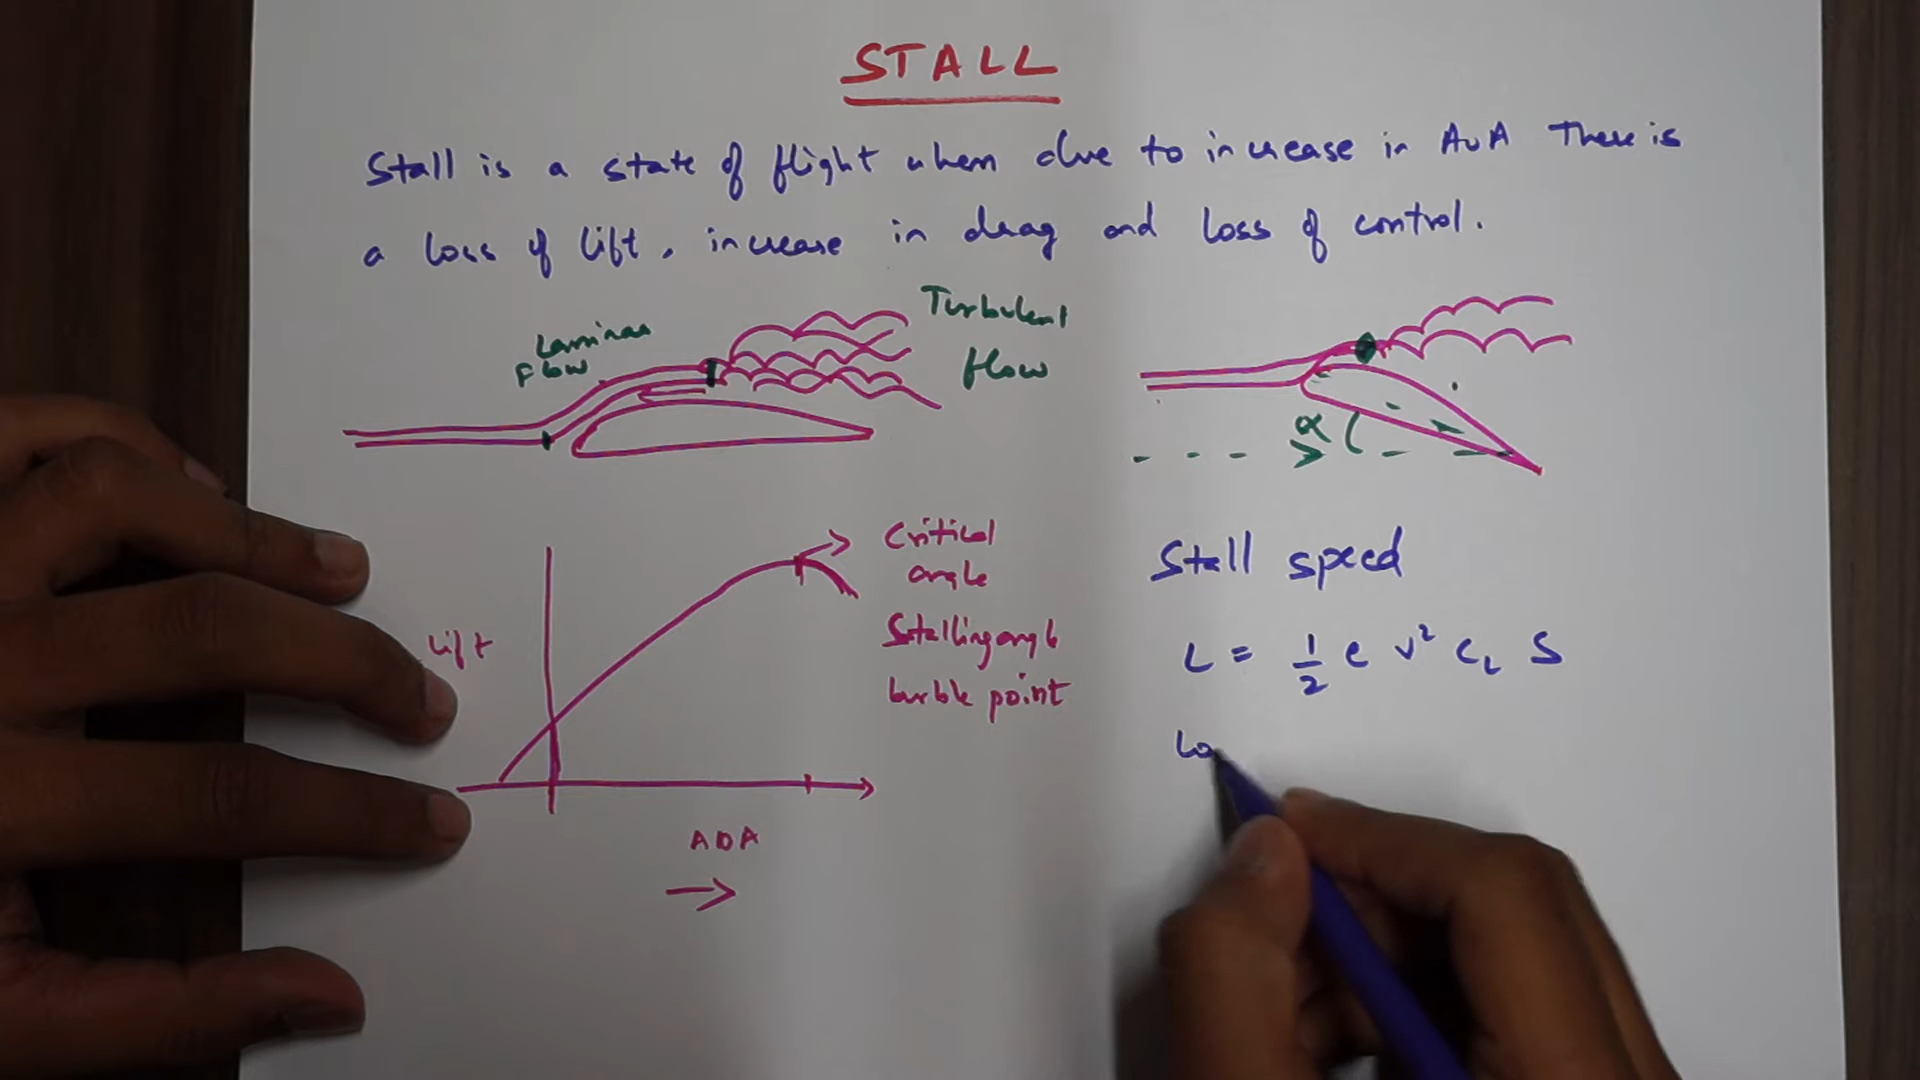 STALL
Stall is a state of flight when due to increase in AOA There is
a loss of lift, increase in drag and loss of control.
Laminar
Flow
Turbulent
flow
α
Critical
angle
Stalling angle
burble point
lift
AOA
Stall speed
L = 1/2 ρ V² CL S
Lo